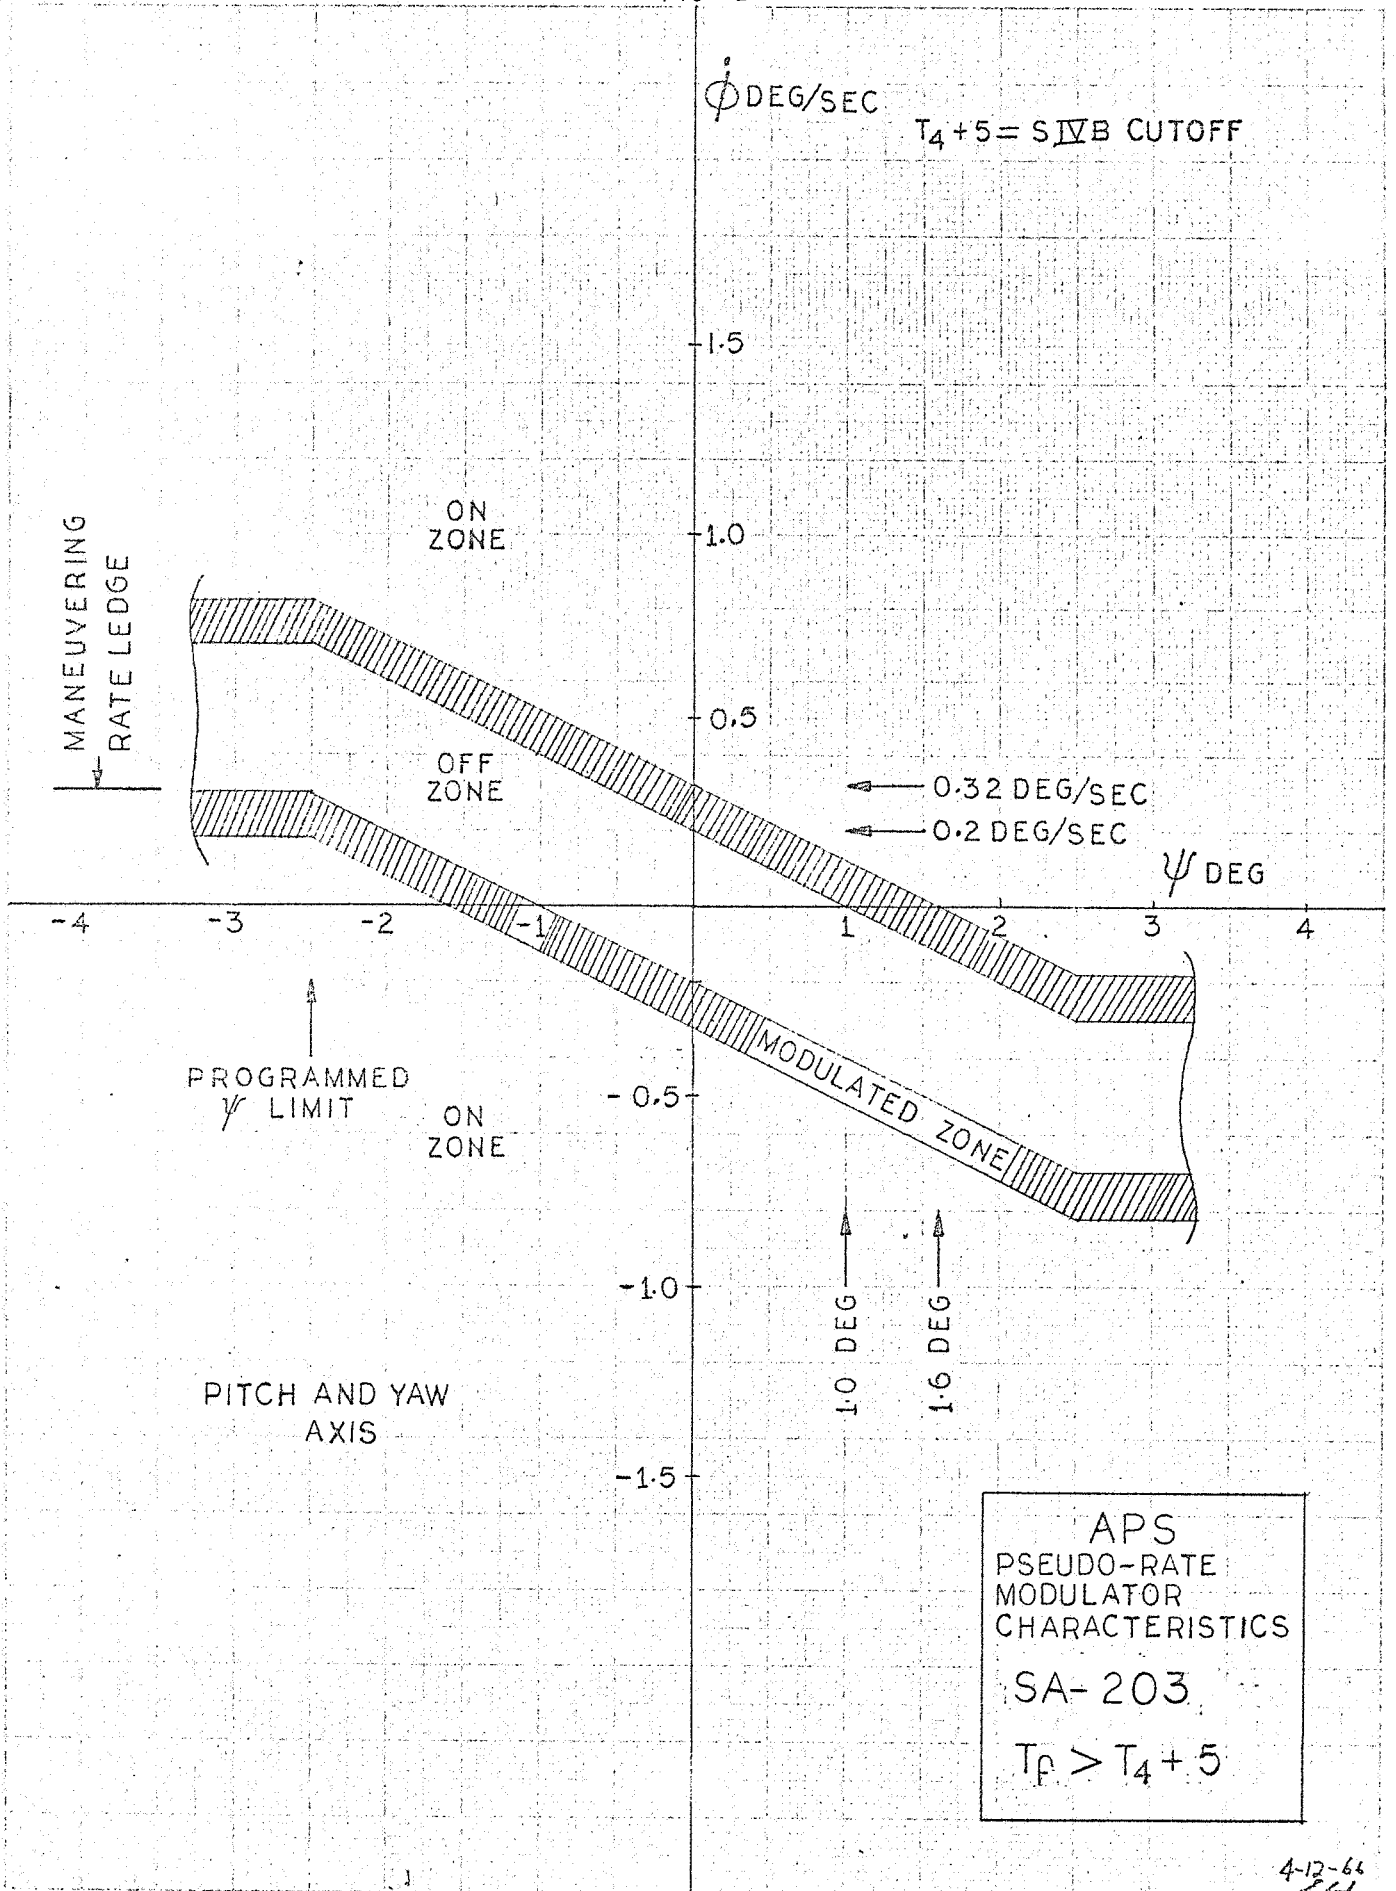 ϕ̇ DEG/SEC
T₄+5= SIVB CUTOFF
1.5
ON
ZONE
1.0
MANEUVERING
RATE LEDGE
0.5
OFF
ZONE
0.32 DEG/SEC
0.2 DEG/SEC
ψ DEG
-4 -3 -2 -1 1 2 3 4
PROGRAMMED
ψ LIMIT
-0.5
MODULATED ZONE
ON
ZONE
-1.0
1.0 DEG
1.6 DEG
PITCH AND YAW
AXIS
-1.5
APS
PSEUDO-RATE
MODULATOR
CHARACTERISTICS
SA-203
Tρ > T₄+5
4-12-66